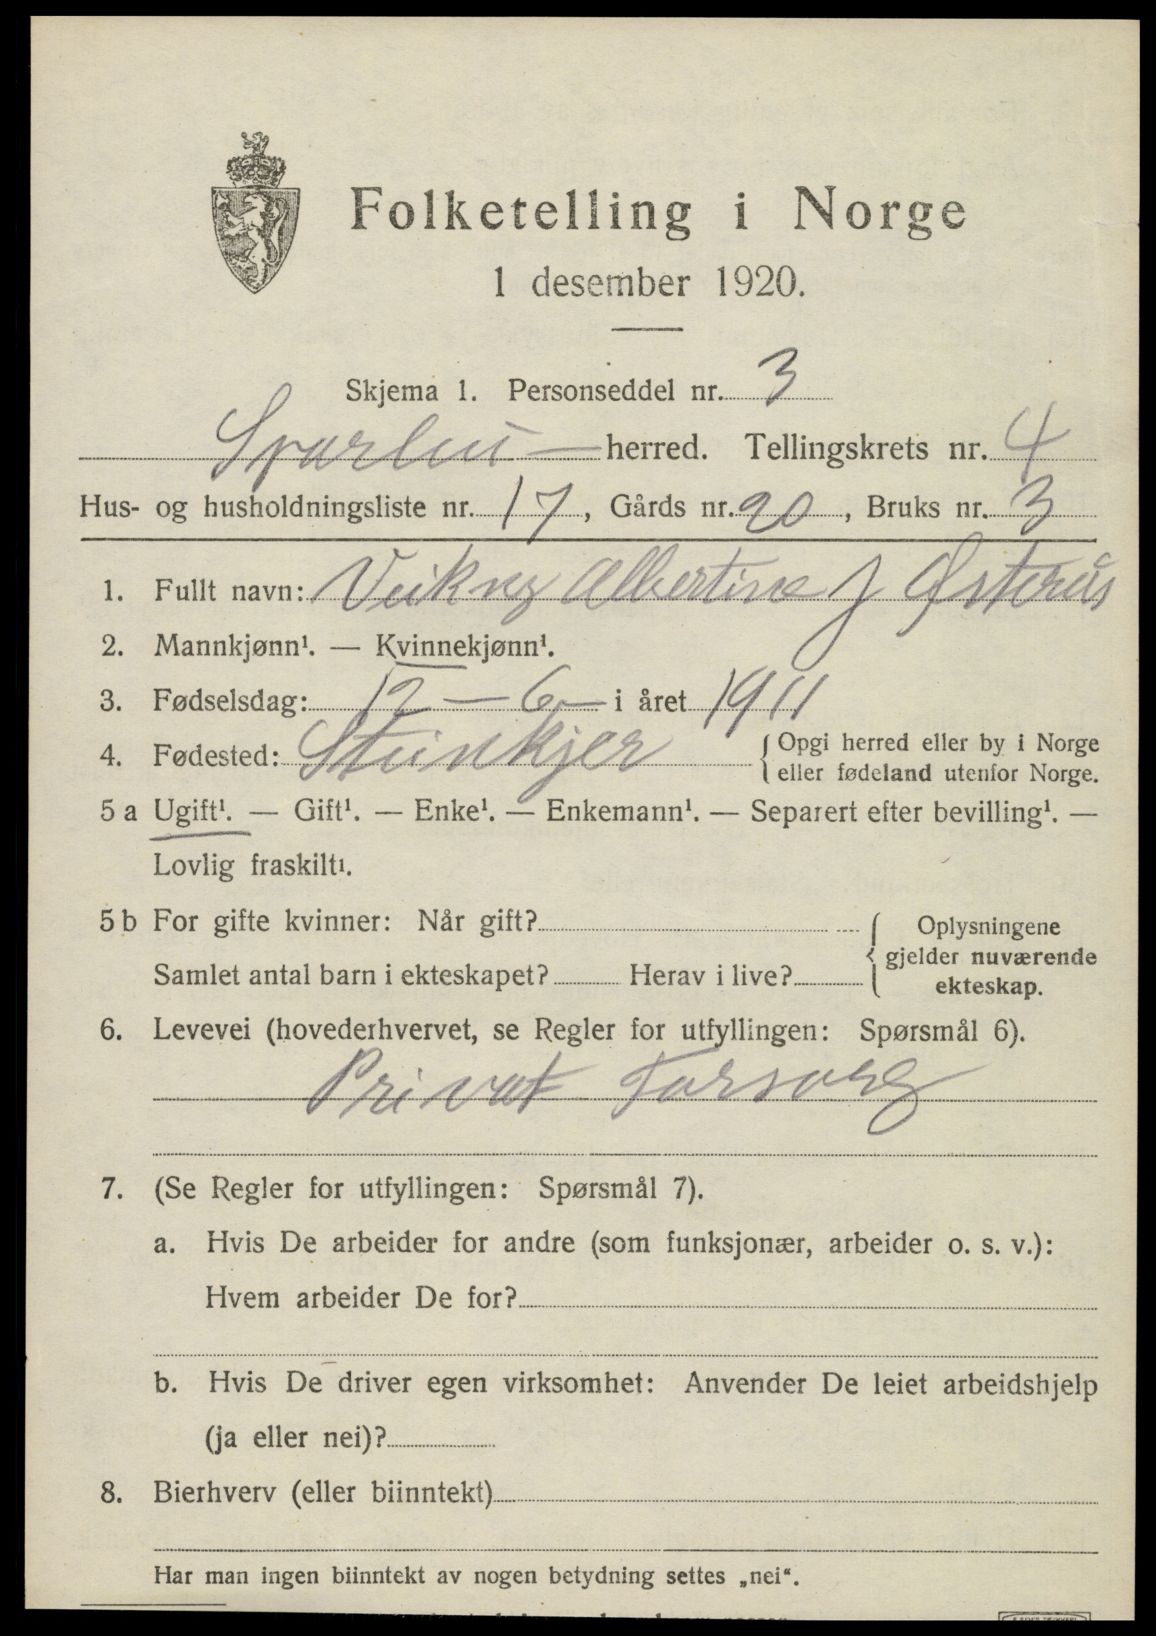 Folketelling i Norge
1 desember 1920.
Skjema 1. Personseddel nr. 3
Sparbu herred. Tellingskrets nr. 4
Hus- og husholdningsliste nr. 17, Gårds nr. 20, Bruks nr. 3
1. Fullt navn: Albertine J Østerås
2. Mannkjønn¹. — Kvinnekjønn¹.
3. Fødselsdag: 12 – 6 – i året 1911
4. Fødested: Steinkjer {Opgi herred eller by i Norge
eller fødeland utenfor Norge.
5 a Ugift¹. — Gift¹. — Enke¹. — Enkemann¹. — Separert efter bevilling¹. —
Lovlig fraskilt¹.
5 b For gifte kvinner: Når gift? { Oplysningene
gjelder nuværende
Samlet antal barn i ekteskapet? Herav i live? ekteskap.
6. Levevei (hovederhvervet, se Regler for utfyllingen: Spørsmål 6).
Privat Forsorg
7. (Se Regler for utfyllingen: Spørsmål 7).
a. Hvis De arbeider for andre (som funksjonær, arbeider o. s. v.):
Hvem arbeider De for?
b. Hvis De driver egen virksomhet: Anvender De leiet arbeidshjelp
(ja eller nei)?
8. Bierhverv (eller biinntekt)
Har man ingen biinntekt av nogen betydning settes „nei“.